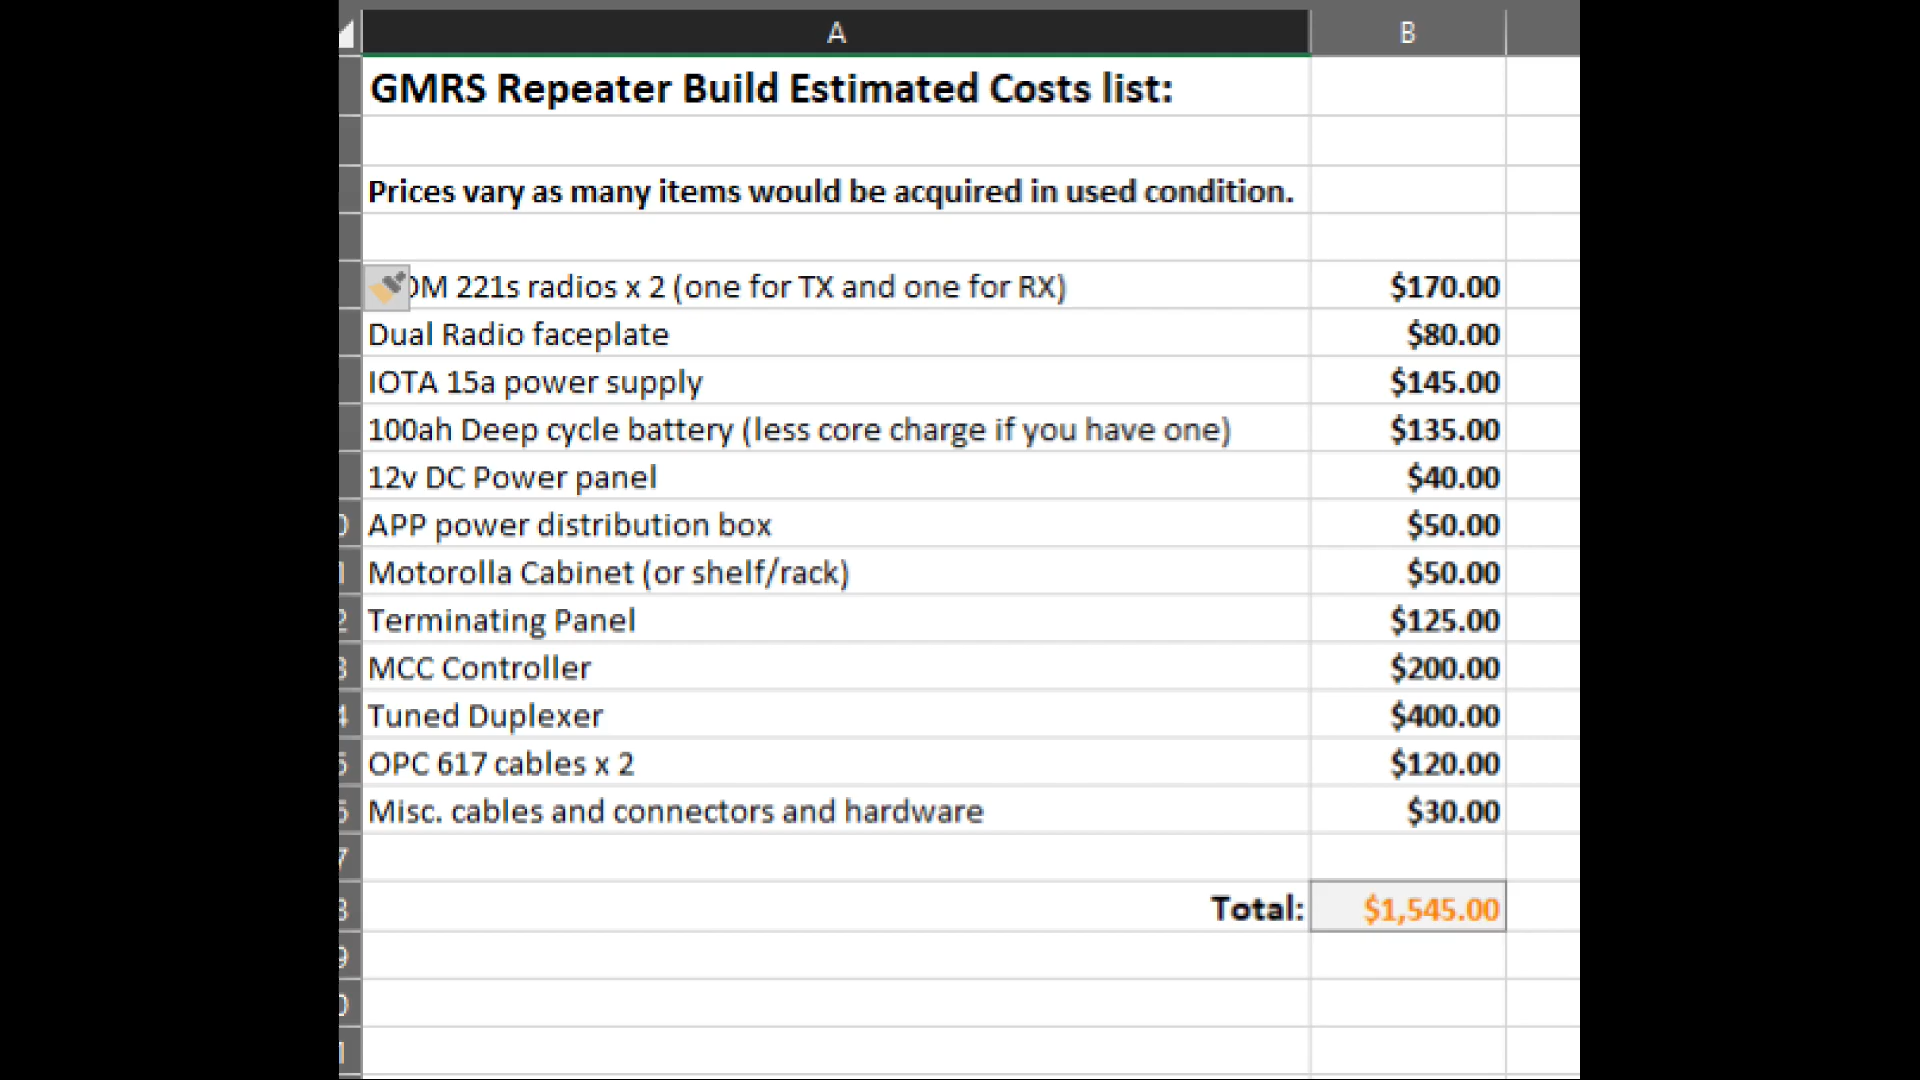 A B
GMRS Repeater Build Estimated Costs list:
Prices vary as many items would be acquired in used condition.
221s radios x 2 (one for TX and one for RX) $170.00
Dual Radio faceplate $80.00
IOTA 15a power supply $145.00
100ah Deep cycle battery (less core charge if you have one) $135.00
12v DC Power panel $40.00
APP power distribution box $50.00
Motorolla Cabinet (or shelf/rack) $50.00
Terminating Panel $125.00
MCC Controller $200.00
Tuned Duplexer $400.00
OPC 617 cables x 2 $120.00
Misc. cables and connectors and hardware $30.00
Total: $1,545.00